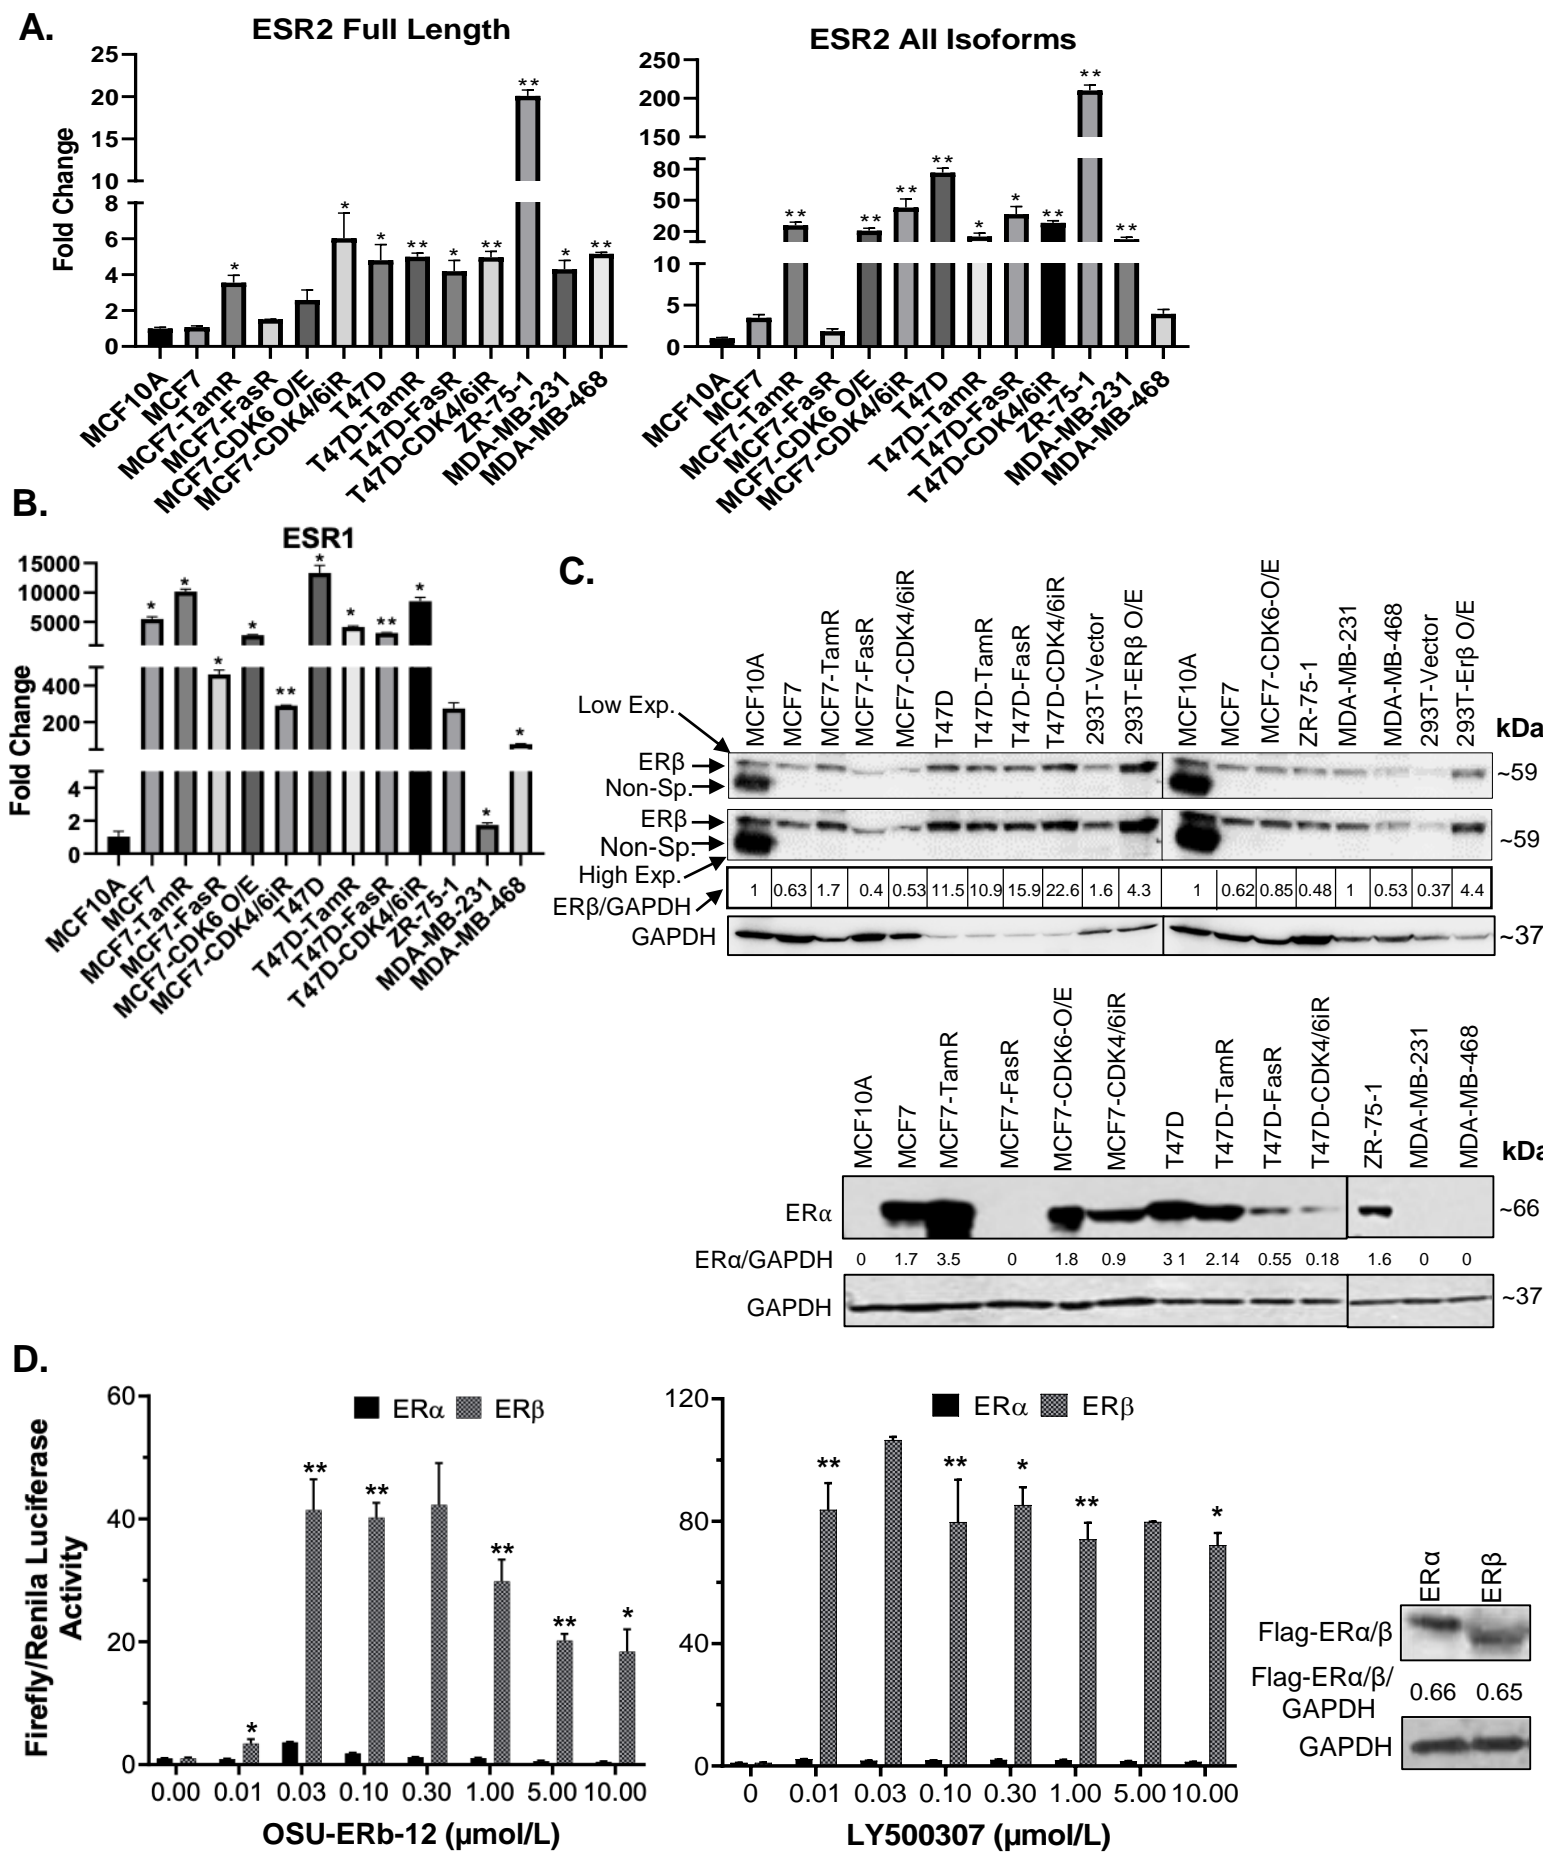 A.
ESR2 Full Length
Fold Change
25
20
15
10
8
6
4
2
0
*
*
*
**
*
**
**
*
**
MCF10A
MCF7
MCF7-TamR
MCF7-FasR
MCF7-CDK6 O/E
MCF7-CDK4/6iR
T47D
T47D-TamR
T47D-FasR
T47D-CDK4/6iR
ZR-75-1
MDA-MB-231
MDA-MB-468
ESR2 All Isoforms
250
200
150
80
50
20
10
5
0
**
**
**
**
*
*
**
**
**
MCF10A
MCF7
MCF7-TamR
MCF7-FasR
MCF7-CDK6 O/E
MCF7-CDK4/6iR
T47D
T47D-TamR
T47D-FasR
T47D-CDK4/6iR
ZR-75-1
MDA-MB-231
MDA-MB-468
B.
ESR1
Fold Change
15000
10000
5000
400
200
4
2
0
*
*
*
*
**
*
*
**
*
*
*
MCF10A
MCF7
MCF7-TamR
MCF7-FasR
MCF7-CDK6 O/E
MCF7-CDK4/6iR
T47D
T47D-TamR
T47D-FasR
T47D-CDK4/6iR
ZR-75-1
MDA-MB-231
MDA-MB-468
C.
MCF10A
MCF7
MCF7-TamR
MCF7-FasR
MCF7-CDK4/6iR
T47D
T47D-TamR
T47D-FasR
T47D-CDK4/6iR
293T-Vector
293T-ERβ O/E
MCF10A
MCF7
MCF7-CDK6-O/E
ZR-75-1
MDA-MB-231
MDA-MB-468
293T-Vector
293T-Erβ O/E
kDa
Low Exp.
ERβ
Non-Sp.
~59
ERβ
Non-Sp.
~59
High Exp.
ERβ/GAPDH
1 0.63 1.7 0.4 0.53 11.5 10.9 15.9 22.6 1.6 4.3 1 0.62 0.85 0.48 1 0.53 0.37 4.4
GAPDH
~37
MCF10A
MCF7
MCF7-TamR
MCF7-FasR
MCF7-CDK6-O/E
MCF7-CDK4/6iR
T47D
T47D-TamR
T47D-FasR
T47D-CDK4/6iR
ZR-75-1
MDA-MB-231
MDA-MB-468
kDa
ERα
~66
ERα/GAPDH 0 1.7 3.5 0 1.8 0.9 3 1 2.14 0.55 0.18 1.6 0 0
GAPDH
~37
D.
Firefly/Renila Luciferase
Activity
60
40
20
0
ERα ERβ
*
**
**
**
**
*
0.00 0.01 0.03 0.10 0.30 1.00 5.00 10.00
OSU-ERb-12 (μmol/L)
120
80
40
0
ERα ERβ
**
**
*
**
*
0 0.01 0.03 0.10 0.30 1.00 5.00 10.00
LY500307 (μmol/L)
ERα
ERβ
Flag-ERα/β
Flag-ERα/β/
GAPDH
0.66 0.65
GAPDH